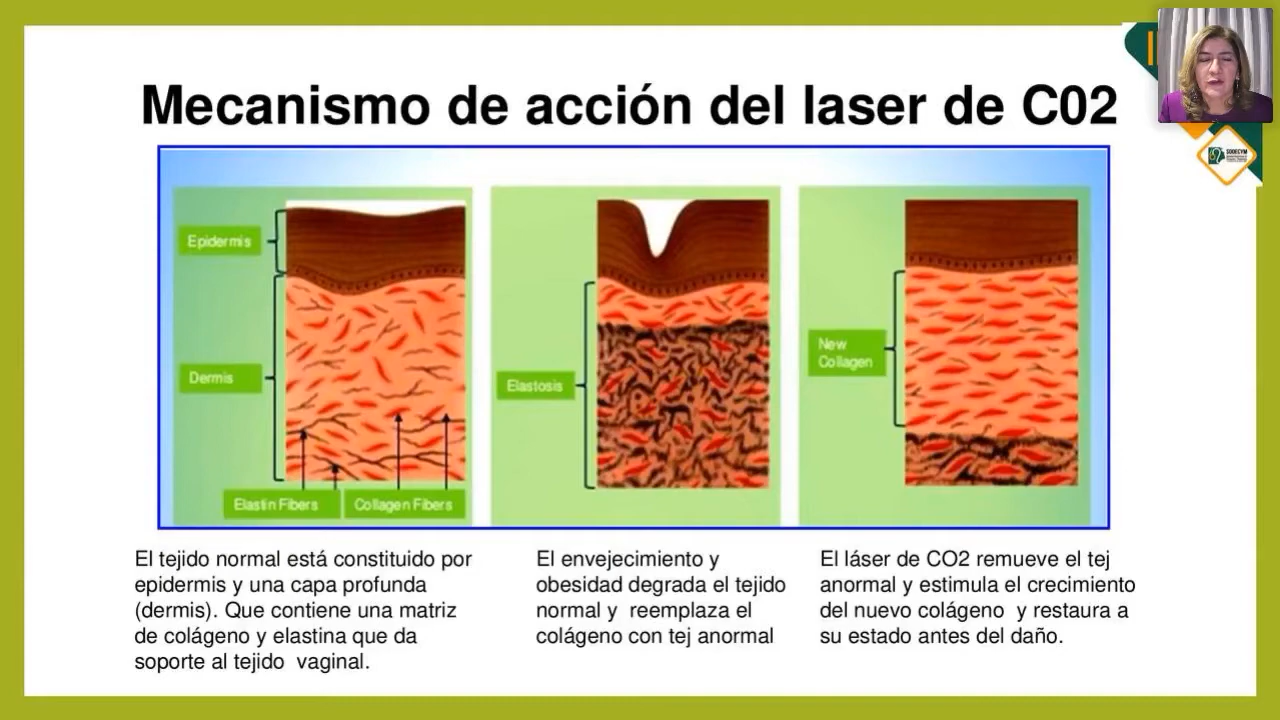 Mecanismo de acción del laser de C02
SODECYM
Epidermis
Dermis
Elastin Fibers
Collagen Fibers
Elastosis
New
Collagen
El tejido normal está constituido por
epidermis y una capa profunda
(dermis). Que contiene una matriz
de colágeno y elastina que da
soporte al tejido  vaginal.
El envejecimiento y
obesidad degrada el tejido
normal y  reemplaza el
colágeno con tej anormal
El láser de CO2 remueve el tej
anormal y estimula el crecimiento
del nuevo colágeno  y restaura a
su estado antes del daño.